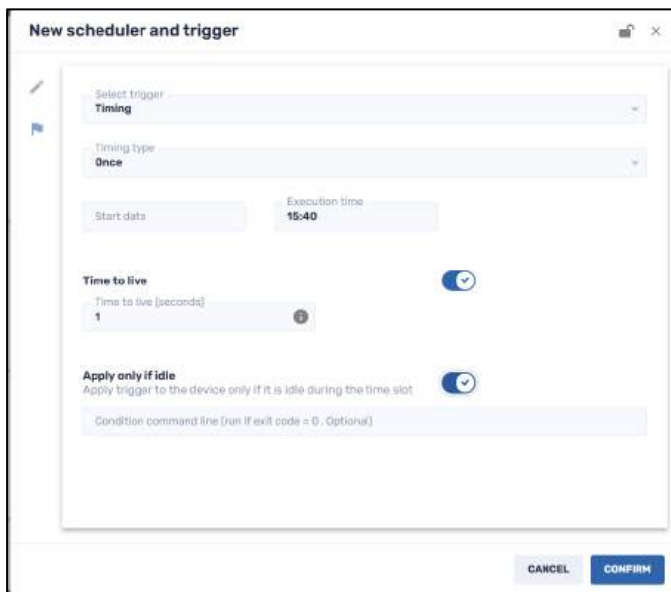 New scheduler and trigger
Select trigger
Timing
Timing type
Once
Execution time
Start data
15:40
Time to live
Time to live (seconds)
1
Apply only if idle
Apply trigger to the device only if it is idle during the time slot
Condition command line (run if exit code = 0 , Optional)
CANCEL
CONFIRM